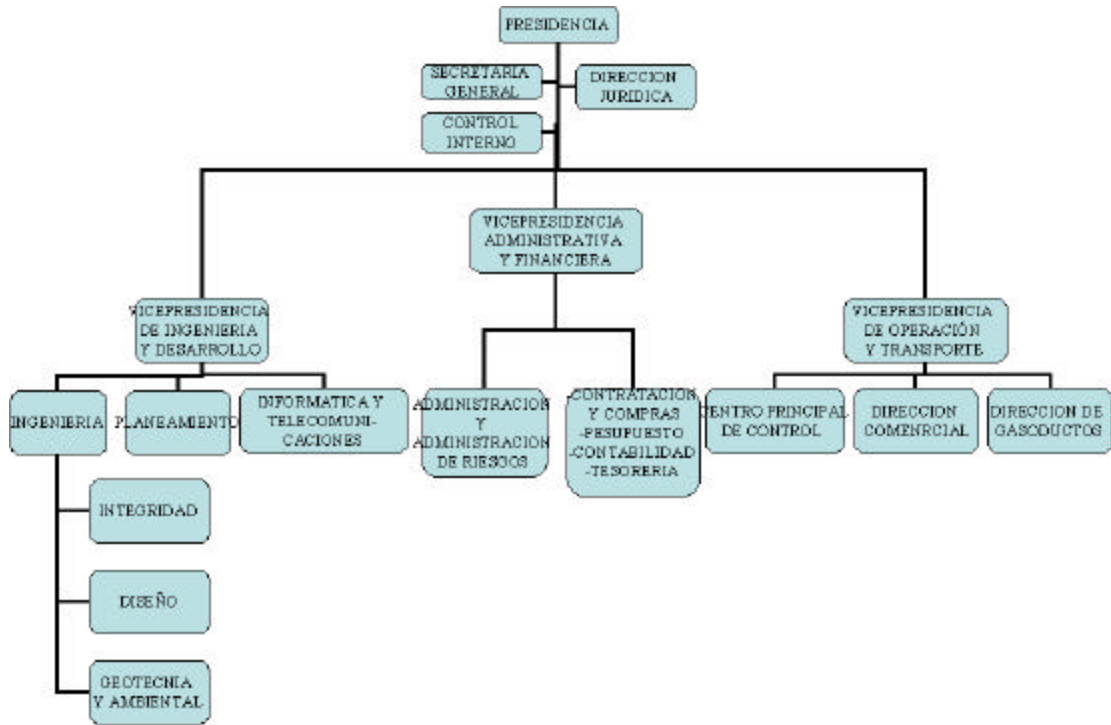 PRESIDENCIA
SECRETARIA
GENERAL
DIRECCION
JURIDICA
CONTROL
INTERNO
VICEPRESIDENCIA
ADMINISTRATIVA
Y FINANCIERA
VICEPRESIDENCIA
DE INGENIERIA
Y DESARROLLO
VICEPRESIDENCIA
DE OPERACIÓN
Y TRANSPORTE
INGENIERIA
PLANEAMIENTO
INFORMATICA Y
TELECOMUNI-
CACIONES
ADMINISTRACION
Y
ADMINISTRACION
DE RIESGOS
-CONTRATACION
Y COMPRAS
-PESUPUESTO
-CONTABILIDAD
-TESORERIA
CENTRO PRINCIPAL
DE CONTROL
DIRECCION
COMENRCIAL
DIRECCION DE
GASODUCTOS
INTEGRIDAD
DISEÑO
GEOTECNIA
Y AMBIENTAL